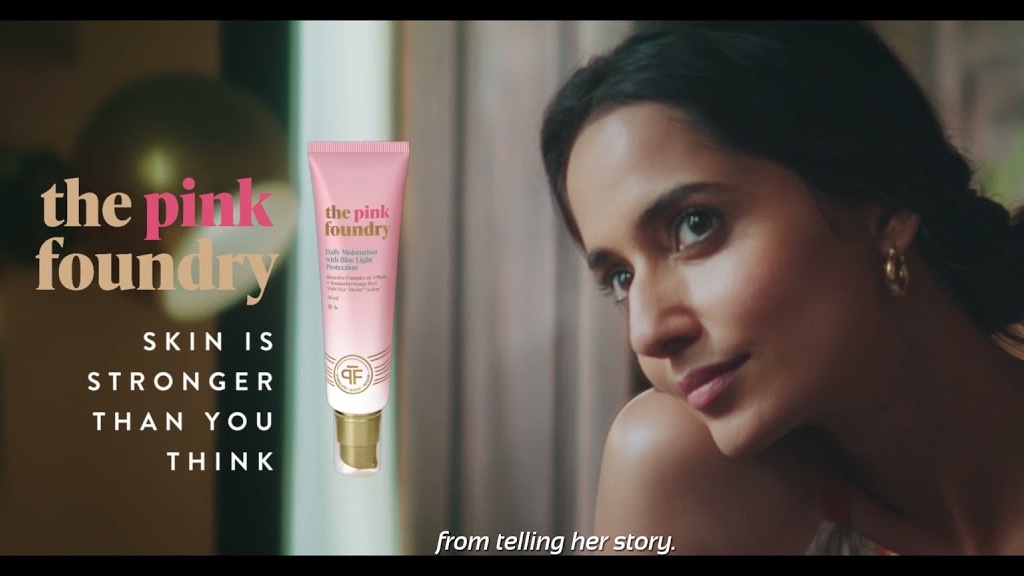 the pink
foundry
SKIN IS
STRONGER
THAN YOU
THINK
the pink
foundry
Daily Moisturiser
with Blue Light
Protection
from telling her story.